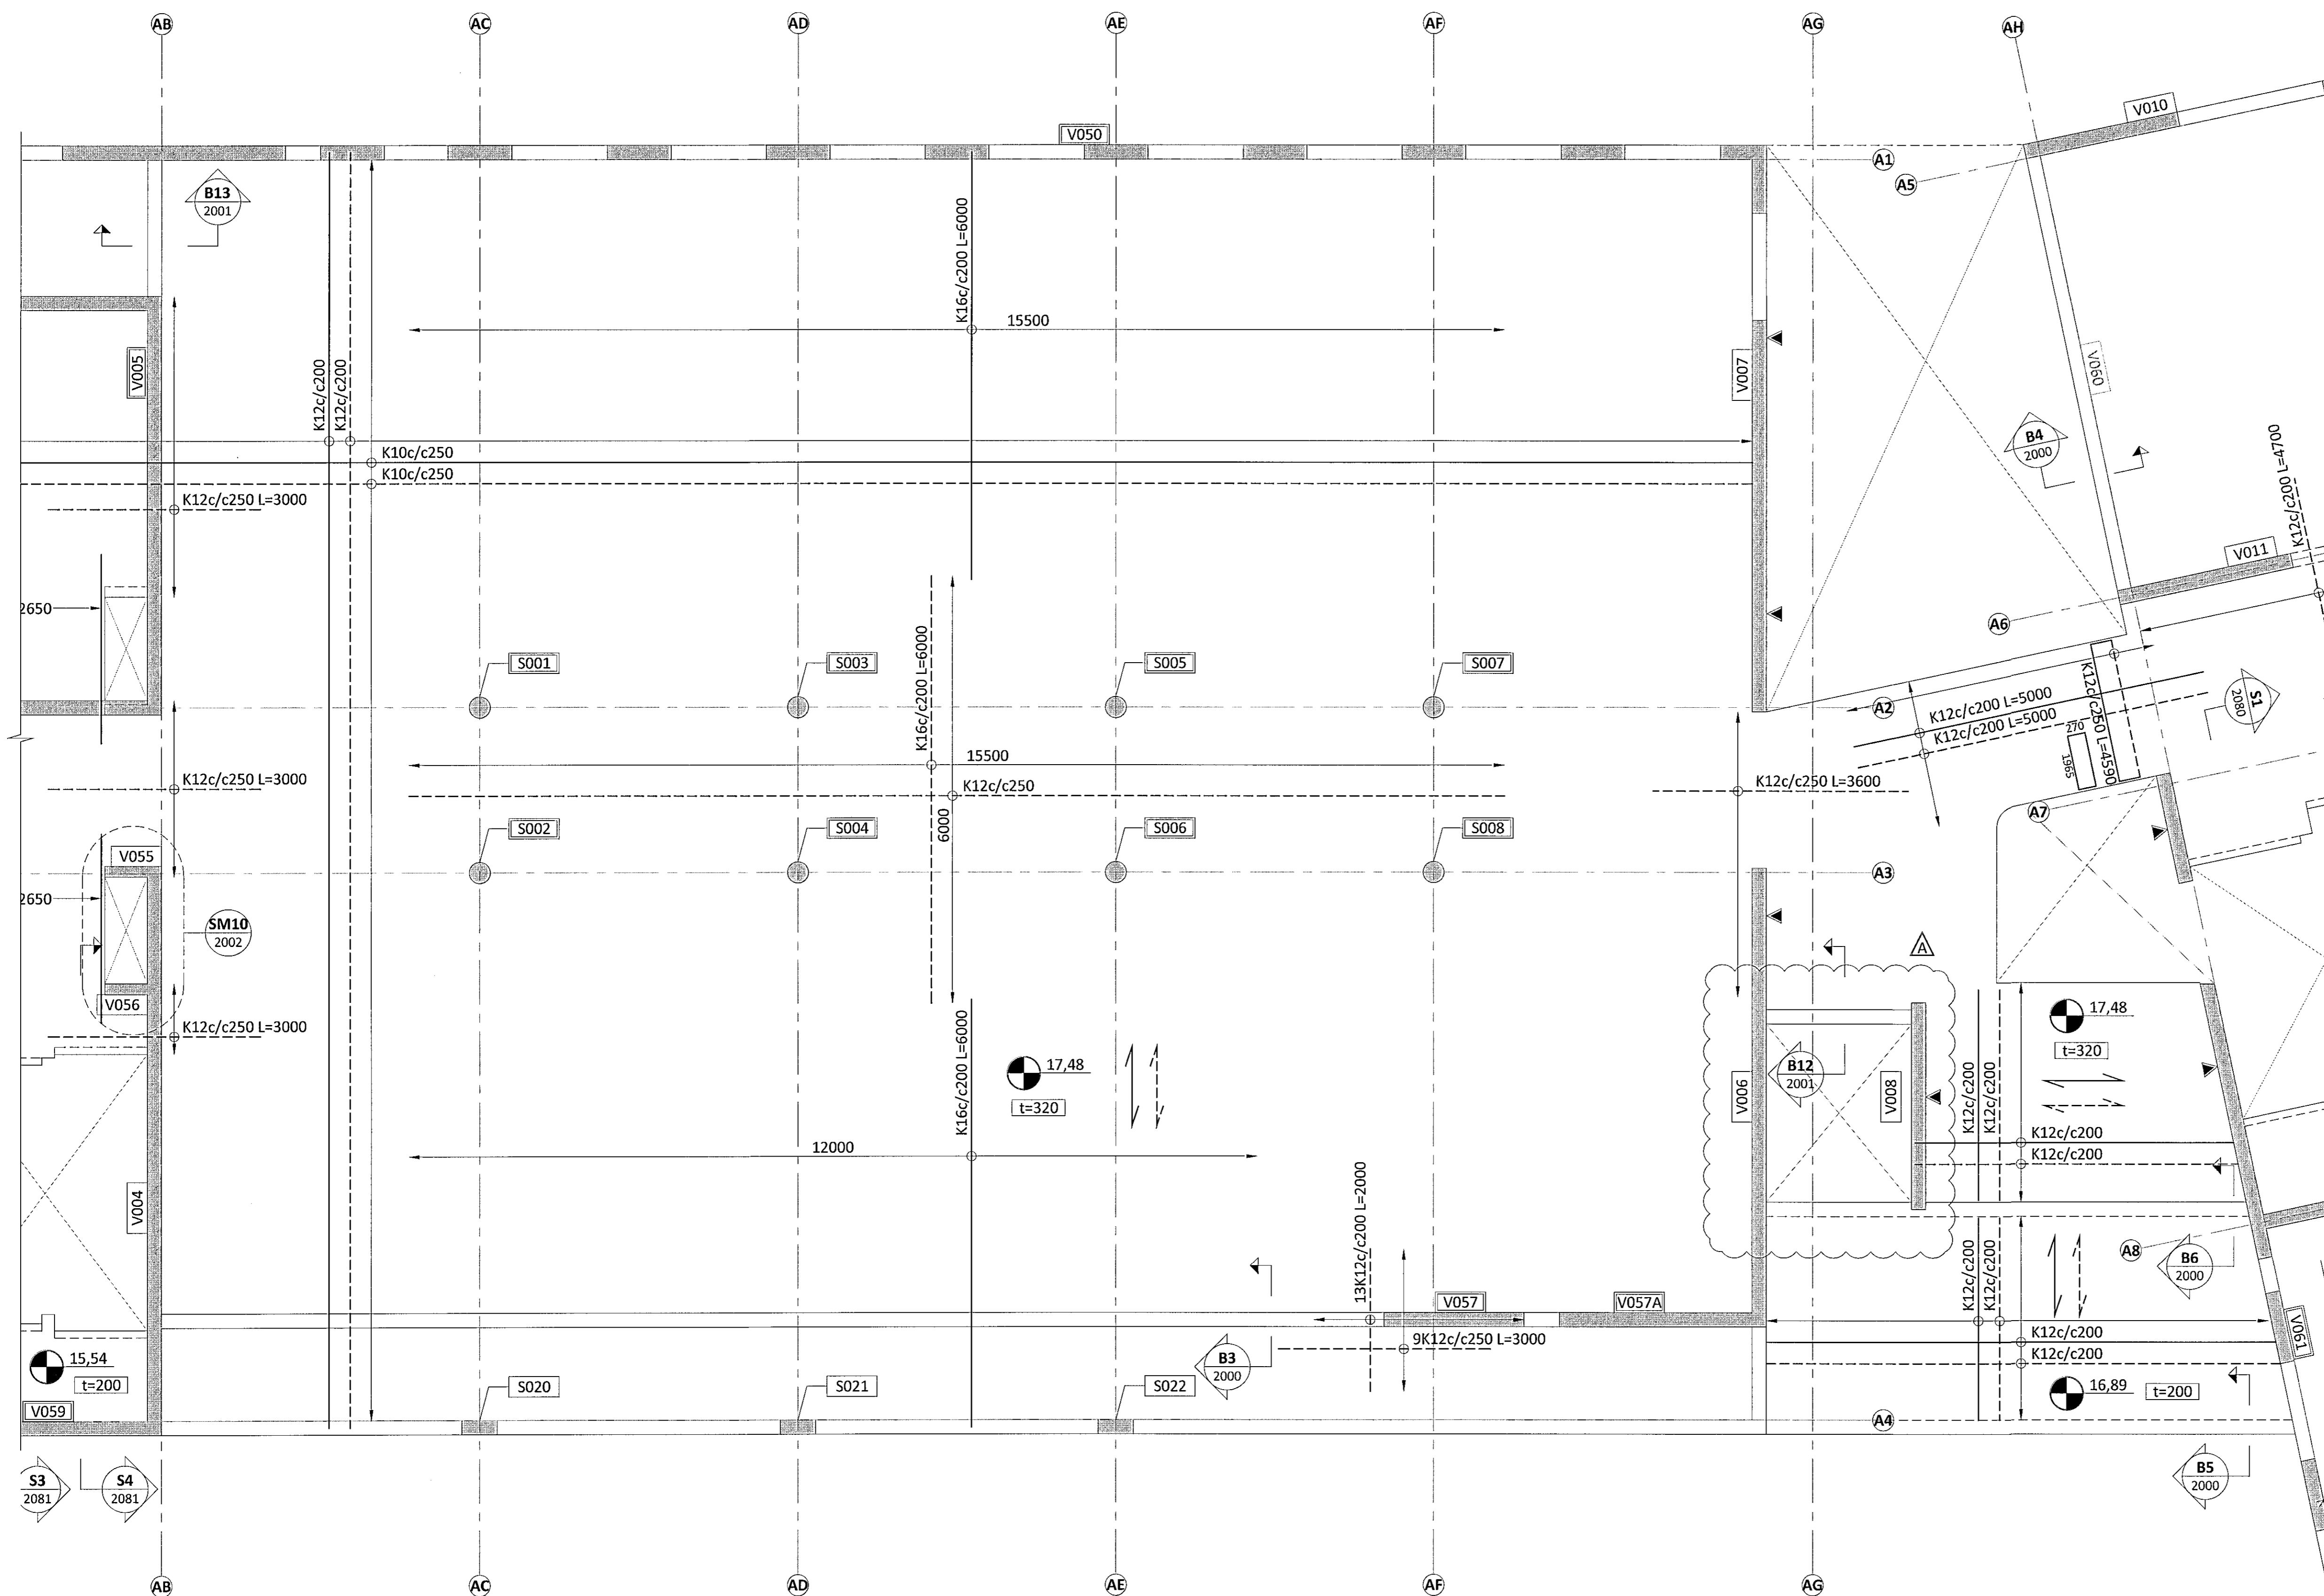 AB
AC
AD
AE
AF
AG
AH
V010
V050
A1
A5
B13
2001
K16c/c200 L=6000
15500
V005
V007
V060
K12c/c200
K12c/c200
B4
2000
K12c/c200 L=4700
K10c/c250
K10c/c250
K12c/c250 L=3000
V011
2650
A6
K16c/c200 L=6000
S001
S003
S005
S007
K12c/c250 L=4590
S1
2080
A2
K12c/c200 L=5000
K12c/c200 L=5000
270
1965
15500
K12c/c250 L=3000
K12c/c250
K12c/c250 L=3600
6000
A7
S002
S004
S006
S008
V055
A3
2650
SM10
2002
A
V056
K12c/c250 L=3000
17,48
t=320
17,48
t=320
K16c/c200 L=6000
B12
2001
V006
V008
K12c/c200
K12c/c200
K12c/c200
K12c/c200
12000
13K12c/c200 L=2000
V004
A8
B6
2000
K12c/c200
K12c/c200
V057
V057A
9K12c/c250 L=3000
K12c/c200
K12c/c200
V061
15,54
t=200
B3
2000
S020
S021
S022
16,89
t=200
V059
A4
S3
2081
S4
2081
B5
2000
AB
AC
AD
AE
AF
AG